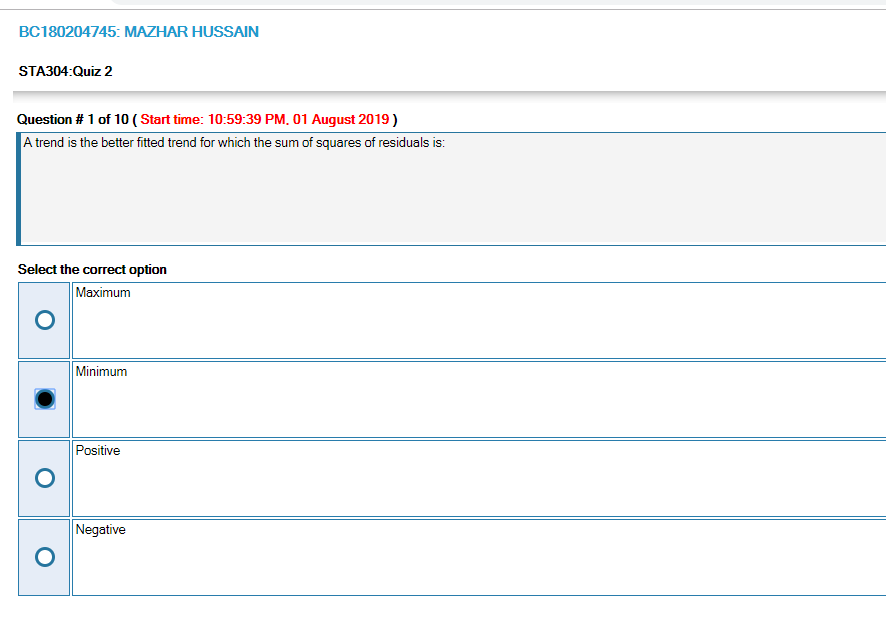 BC180204745: MAZHAR HUSSAIN
STA304:Quiz 2
Question # 1 of 10 ( Start time: 10:59:39 PM, 01 August 2019 )
A trend is the better fitted trend for which the sum of squares of residuals is:
Select the correct option
Maximum
Minimum
Positive
Negative